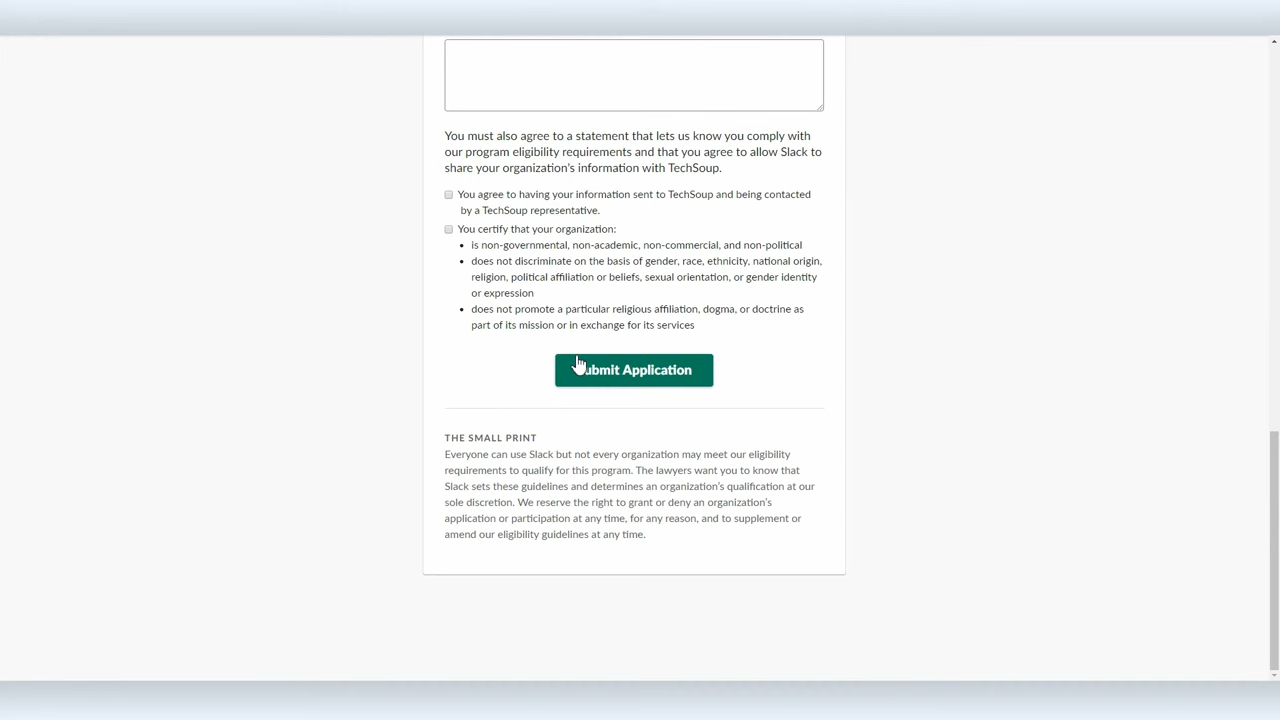 You must also agree to a statement that lets us know you comply with
our program eligibility requirements and that you agree to allow Slack to
share your organization's information with TechSoup.
You agree to having your information sent to TechSoup and being contacted
by a TechSoup representative.
You certify that your organization:
• is non-governmental, non-academic, non-commercial, and non-political
• does not discriminate on the basis of gender, race, ethnicity, national origin,
religion, political affiliation or beliefs, sexual orientation, or gender identity
or expression
• does not promote a particular religious affiliation, dogma, or doctrine as
part of its mission or in exchange for its services
Submit Application
THE SMALL PRINT
Everyone can use Slack but not every organization may meet our eligibility
requirements to qualify for this program. The lawyers want you to know that
Slack sets these guidelines and determines an organization's qualification at our
sole discretion. We reserve the right to grant or deny an organization's
application or participation at any time, for any reason, and to supplement or
amend our eligibility guidelines at any time.